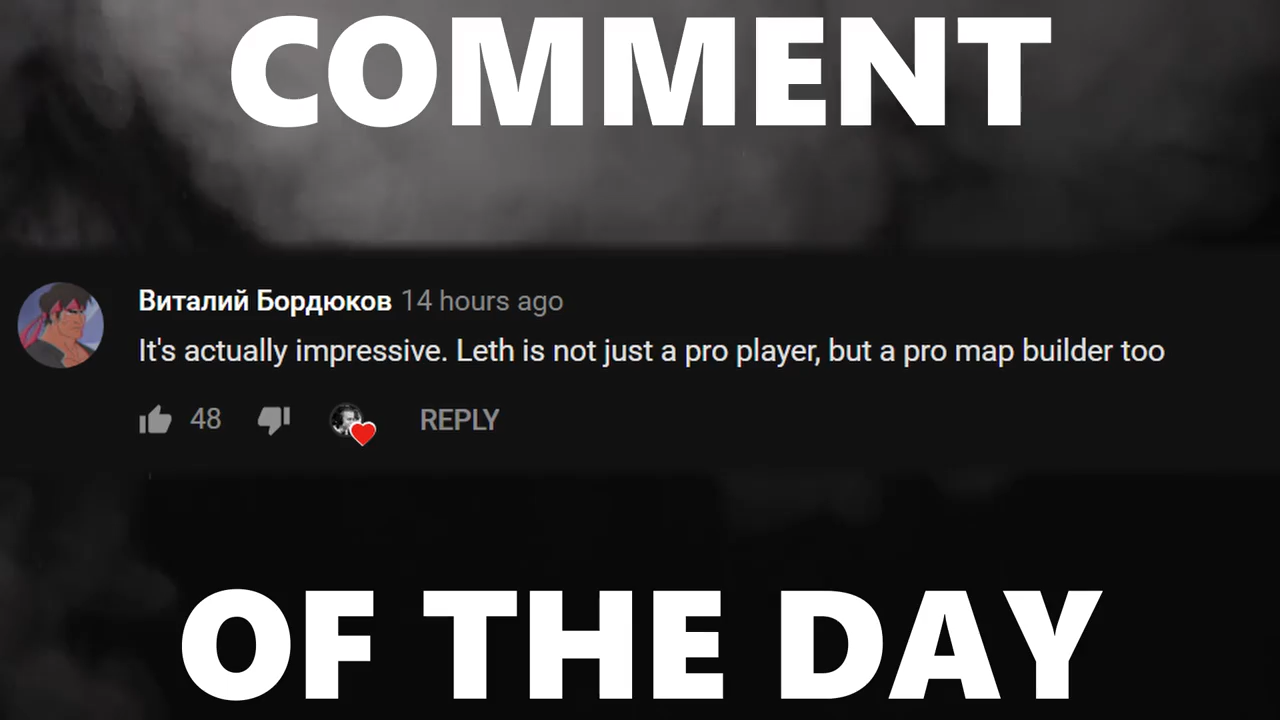 COMMENT
Виталий Бордюков 14 hours ago
It's actually impressive. Leth is not just a pro player, but a pro map builder too
48 REPLY
OF THE DAY